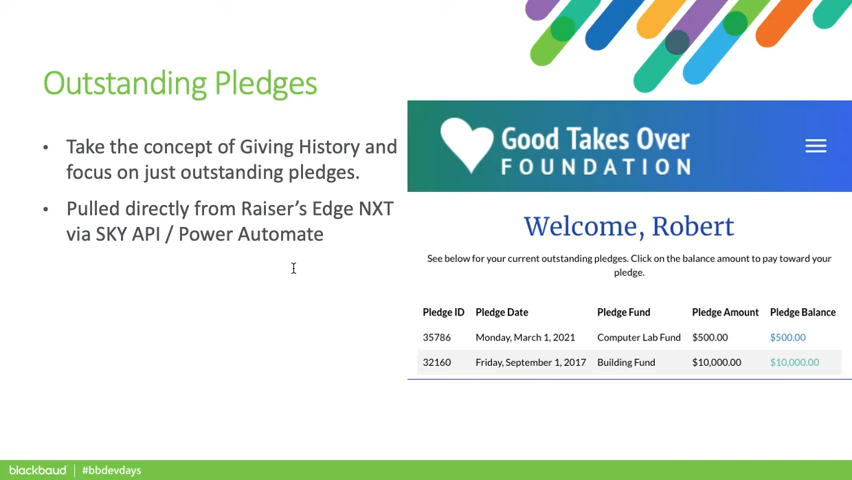 Outstanding Pledges
• Take the concept of Giving History and
focus on just outstanding pledges.
• Pulled directly from Raiser’s Edge NXT
via SKY API / Power Automate
Good Takes Over
FOUNDATION
Welcome, Robert
See below for your current outstanding pledges. Click on the balance amount to pay toward your
pledge.
Pledge ID Pledge Date Pledge Fund Pledge Amount Pledge Balance
35786 Monday, March 1, 2021 Computer Lab Fund $500.00 $500.00
32160 Friday, September 1, 2017 Building Fund $10,000.00 $10,000.00
blackbaud | #bbdevdays